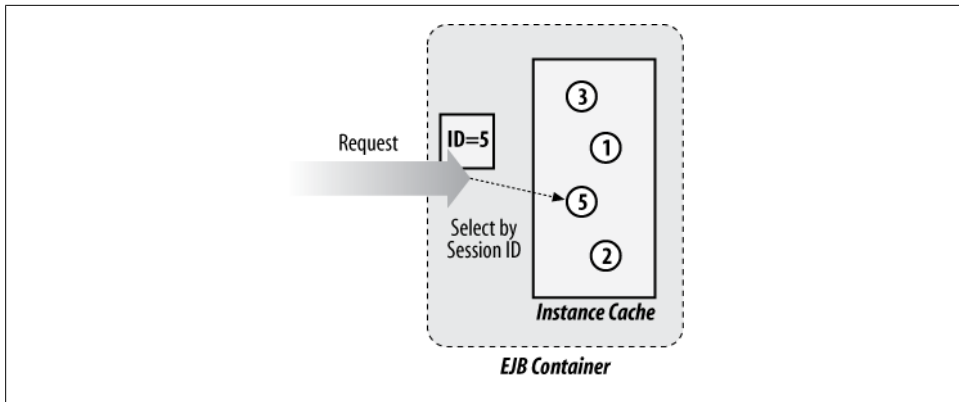 Request
ID=5
3
1
5
2
Select by
Session ID
Instance Cache
EJB Container